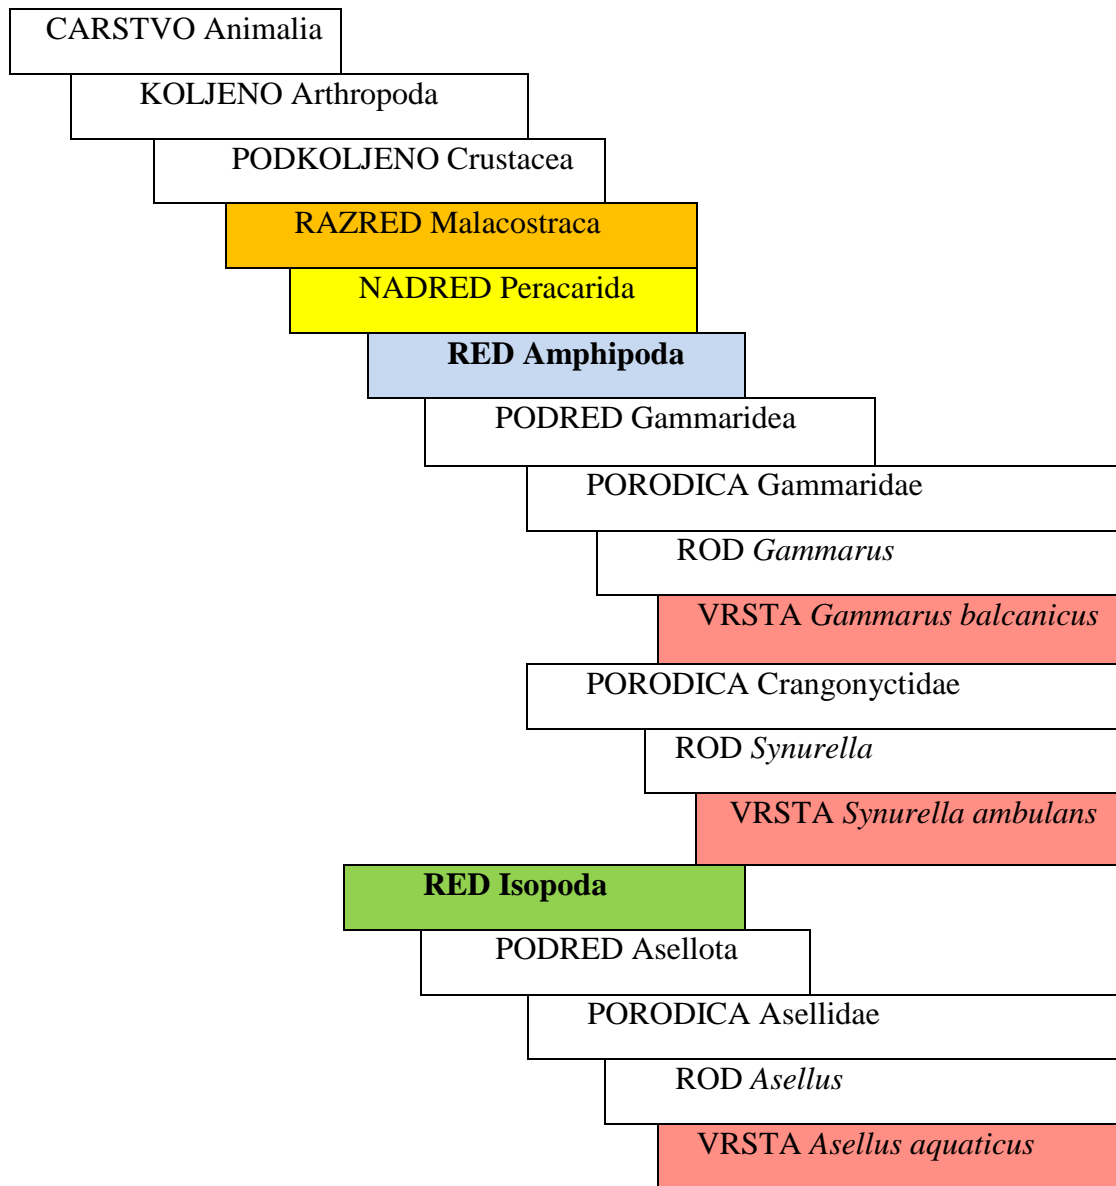 CARSTVO Animalia
KOLJENO Arthropoda
PODKOLJENO Crustacea
RAZRED Malacostraca
NADRED Peracarida
RED Amphipoda
PODRED Gammaridea
PORODICA Gammaridae
ROD Gammarus
VRSTA Gammarus balcanicus
PORODICA Crangonyctidae
ROD Synurella
VRSTA Synurella ambulans
RED Isopoda
PODRED Asellota
PORODICA Asellidae
ROD Asellus
VRSTA Asellus aquaticus